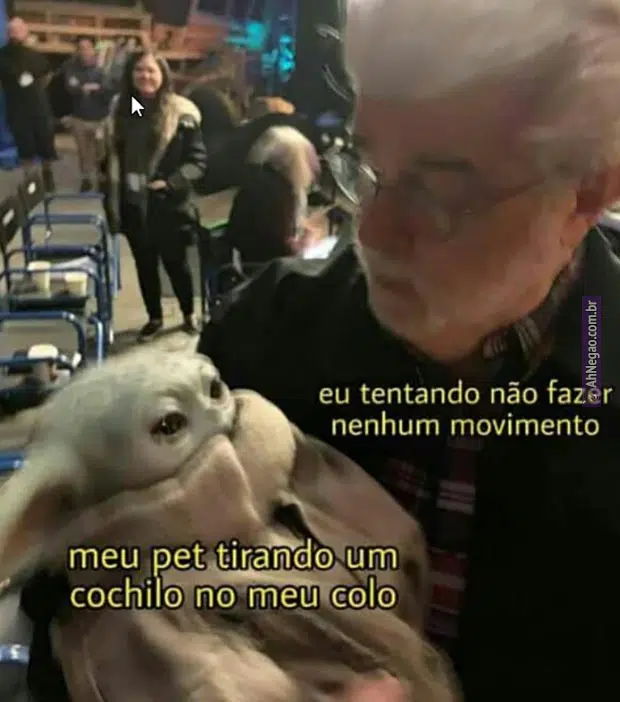 eu tentando não fazer
nenhum movimento
meu pet tirando um
cochilo no meu colo
@AhNegao.com.br